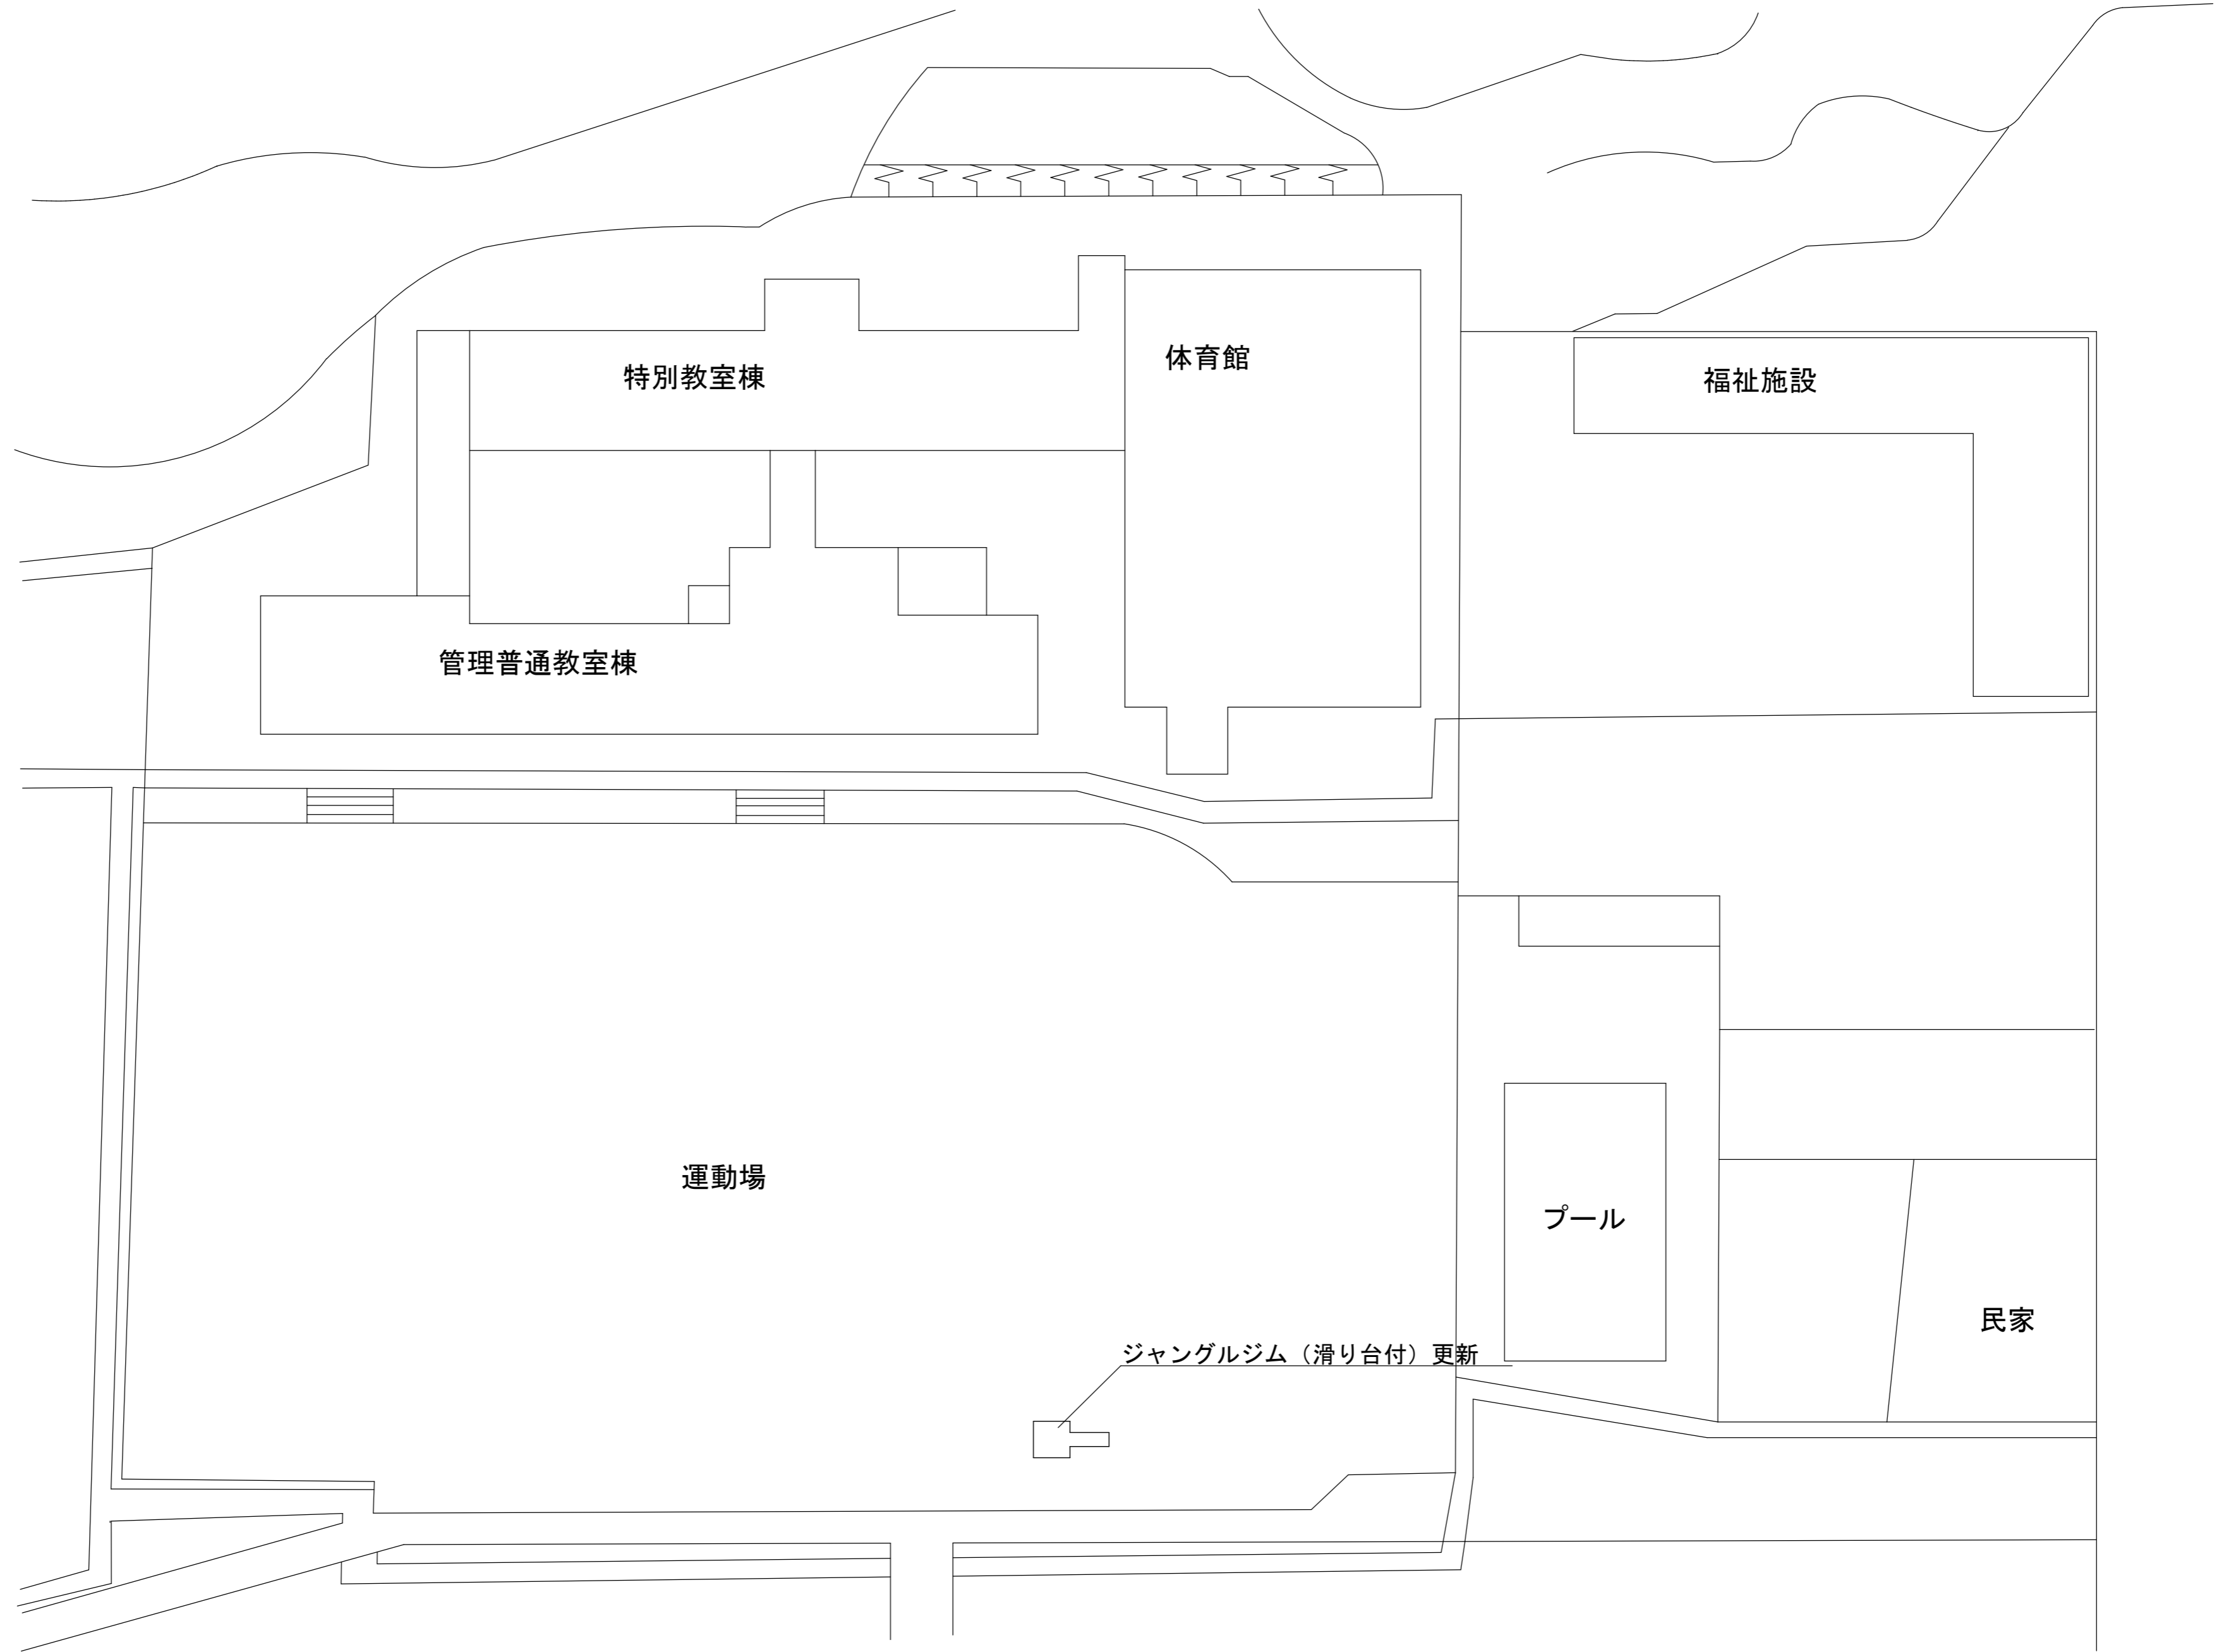 体育館
特別教室棟
福祉施設
管理普通教室棟
運動場
プール
民家
ジャングルジム（滑り台付）更新